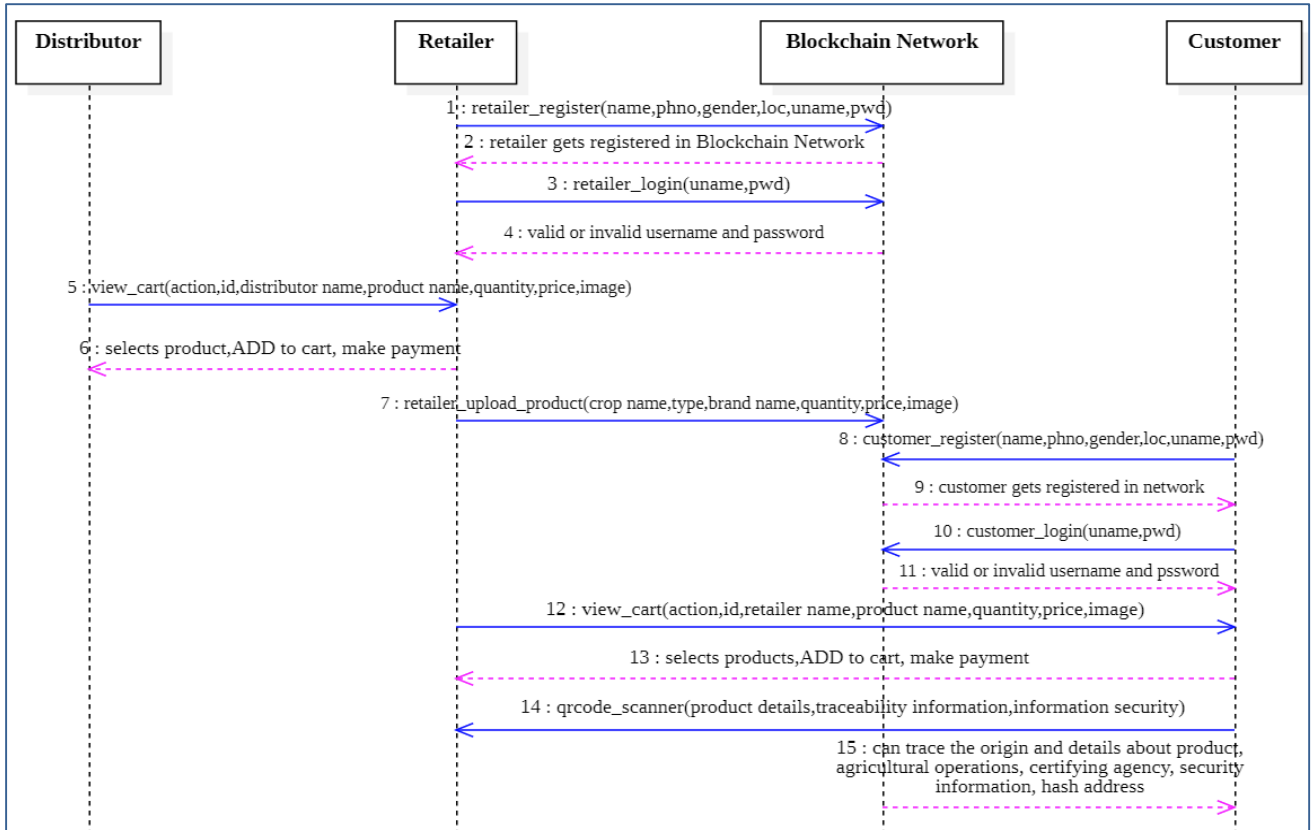 Distributor
Retailer
Blockchain Network
Customer
1 : retailer_register(name,phno,gender,loc,uname,pwd)
2 : retailer gets registered in Blockchain Network
3 : retailer_login(uname,pwd)
4 : valid or invalid username and password
5 : view_cart(action,id,distributor name,product name,quantity,price,image)
6 : selects product,ADD to cart, make payment
7 : retailer_upload_product(crop name,type,brand name,quantity,price,image)
8 : customer_register(name,phno,gender,loc,uname,pwd)
9 : customer gets registered in network
10 : customer_login(uname,pwd)
11 : valid or invalid username and pssword
12 : view_cart(action,id,retailer name,product name,quantity,price,image)
13 : selects products,ADD to cart, make payment
14 : qrcode_scanner(product details,traceability information,information security)
15 : can trace the origin and details about product,
agricultural operations, certifying agency, security
information, hash address